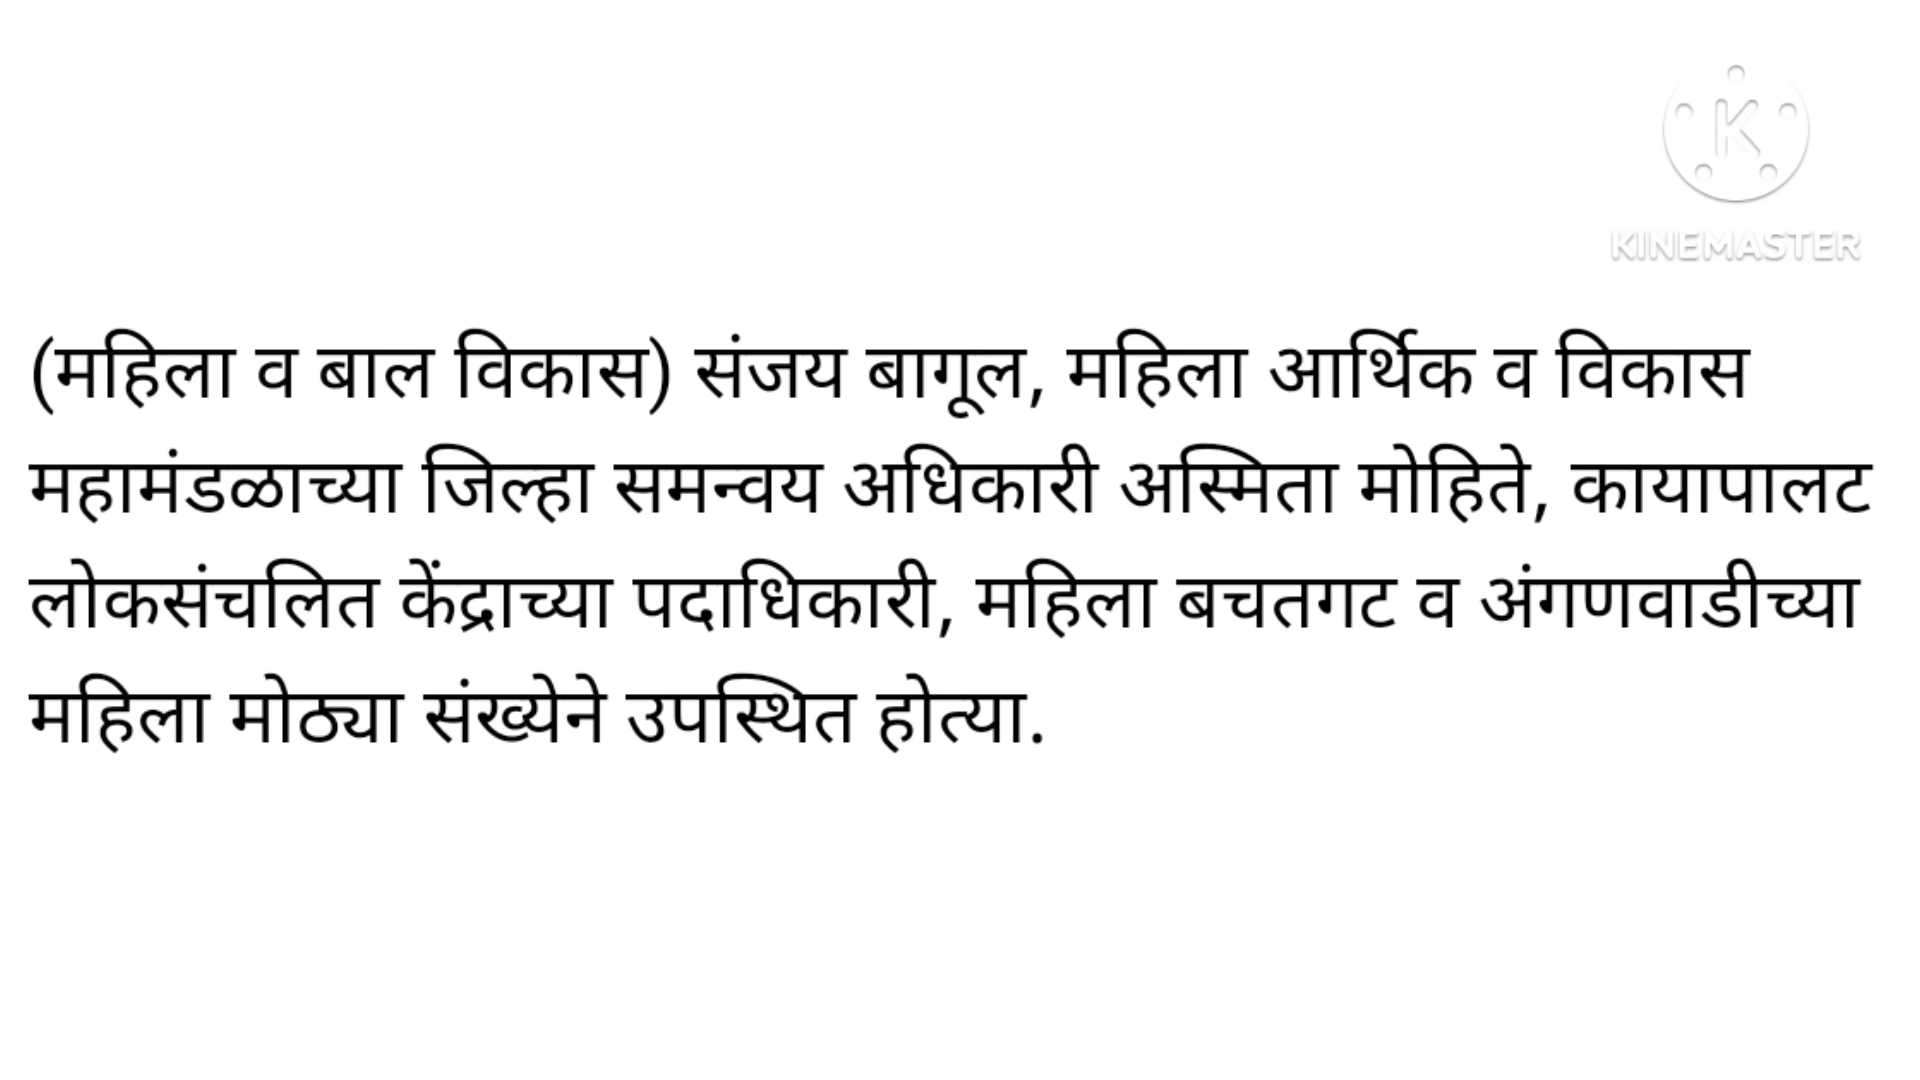 KINEMASTER
(महिला व बाल विकास) संजय बागूल, महिला आर्थिक व विकास
महामंडळाच्या जिल्हा समन्वय अधिकारी अस्मिता मोहिते, कायापालट
लोकसंचलित केंद्राच्या पदाधिकारी, महिला बचतगट व अंगणवाडीच्या
महिला मोठ्या संख्येने उपस्थित होत्या.